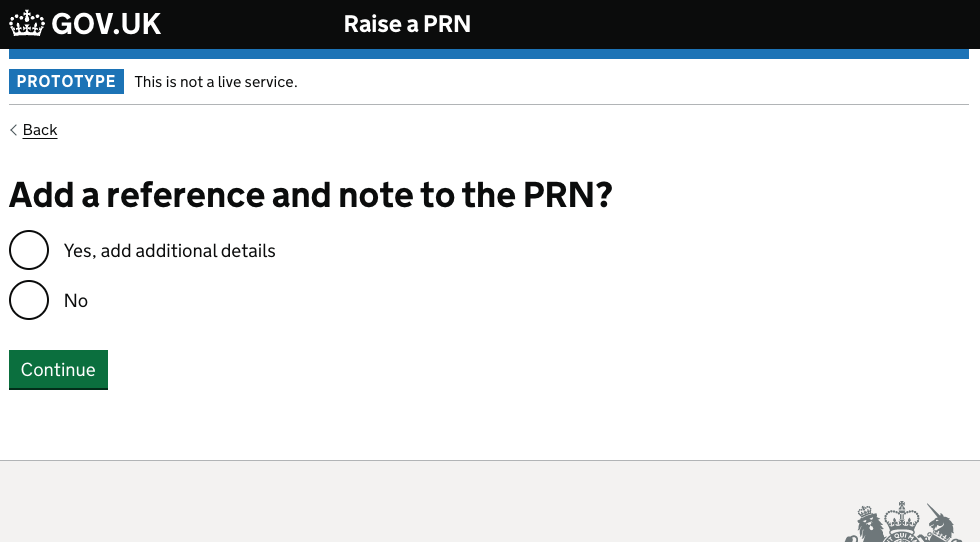 GOV.UK
Raise a PRN
PROTOTYPE This is not a live service.
Back
Add a reference and note to the PRN?
Yes, add additional details
No
Continue